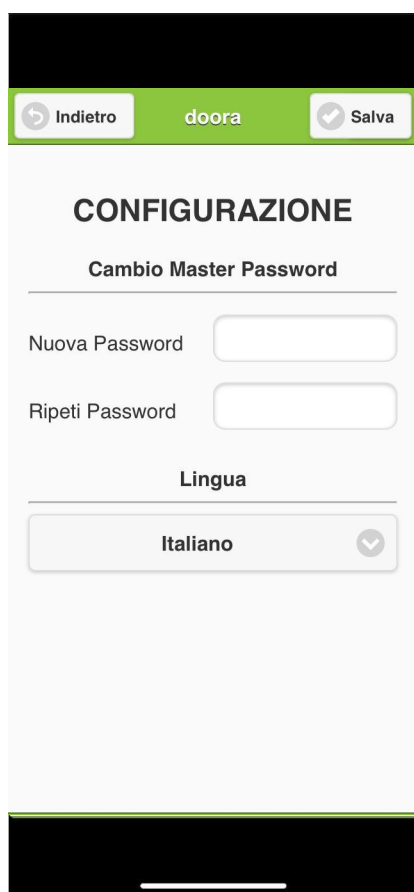 Indietro
doora
Salva
CONFIGURAZIONE
Cambio Master Password
Nuova Password
Ripeti Password
Lingua
Italiano